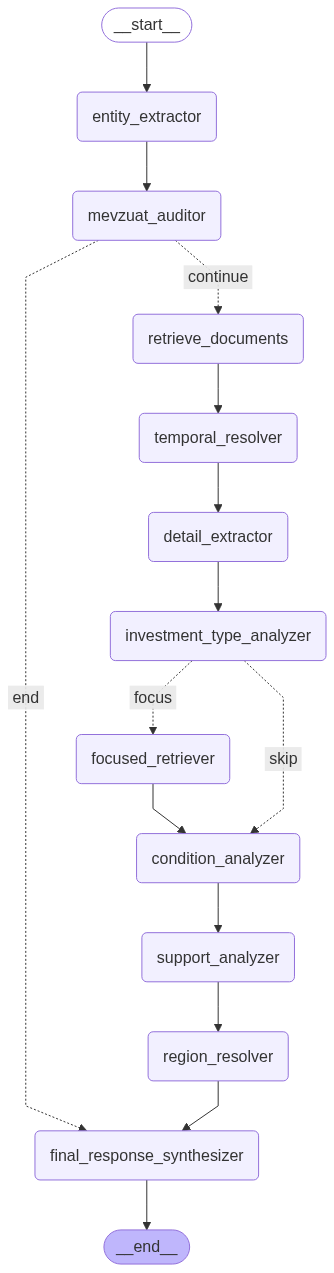 __start__
entity_extractor
mevzuat_auditor
continue
retrieve_documents
temporal_resolver
detail_extractor
investment_type_analyzer
end
focus
focused_retriever
skip
condition_analyzer
support_analyzer
region_resolver
final_response_synthesizer
__end__